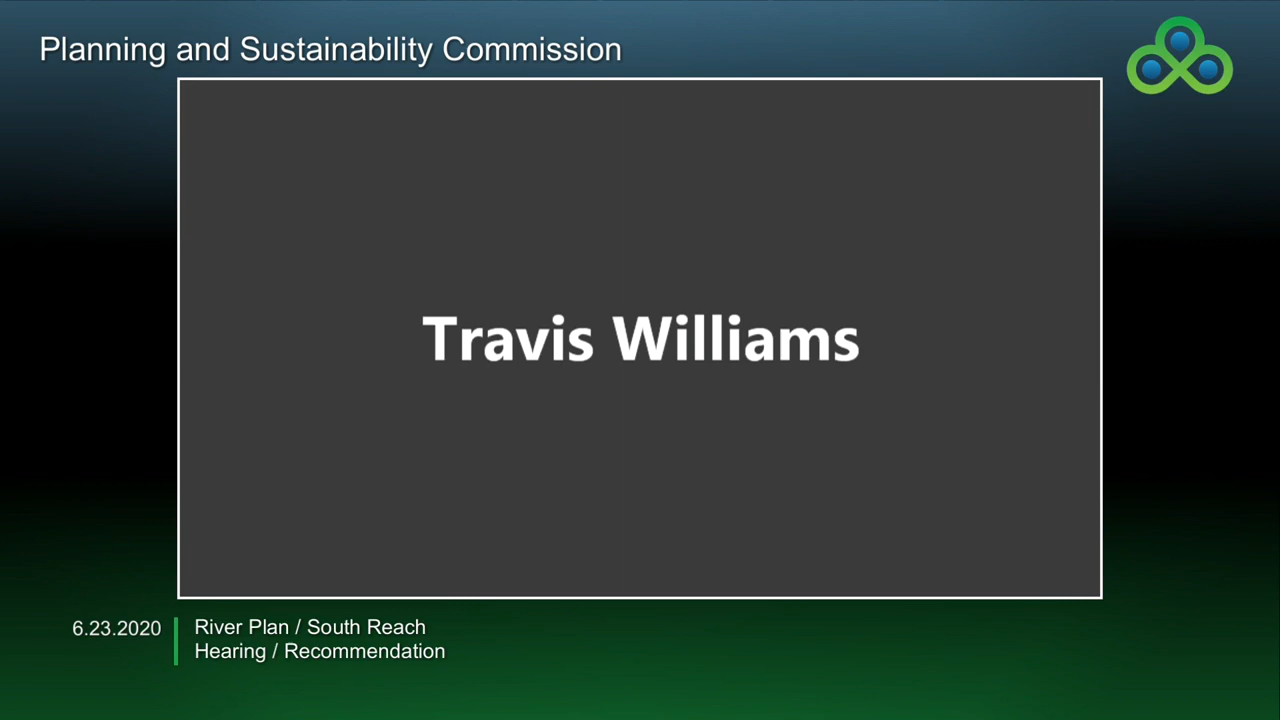 Planning and Sustainability Commission
Travis Williams
6.23.2020
River Plan / South Reach
Hearing / Recommendation